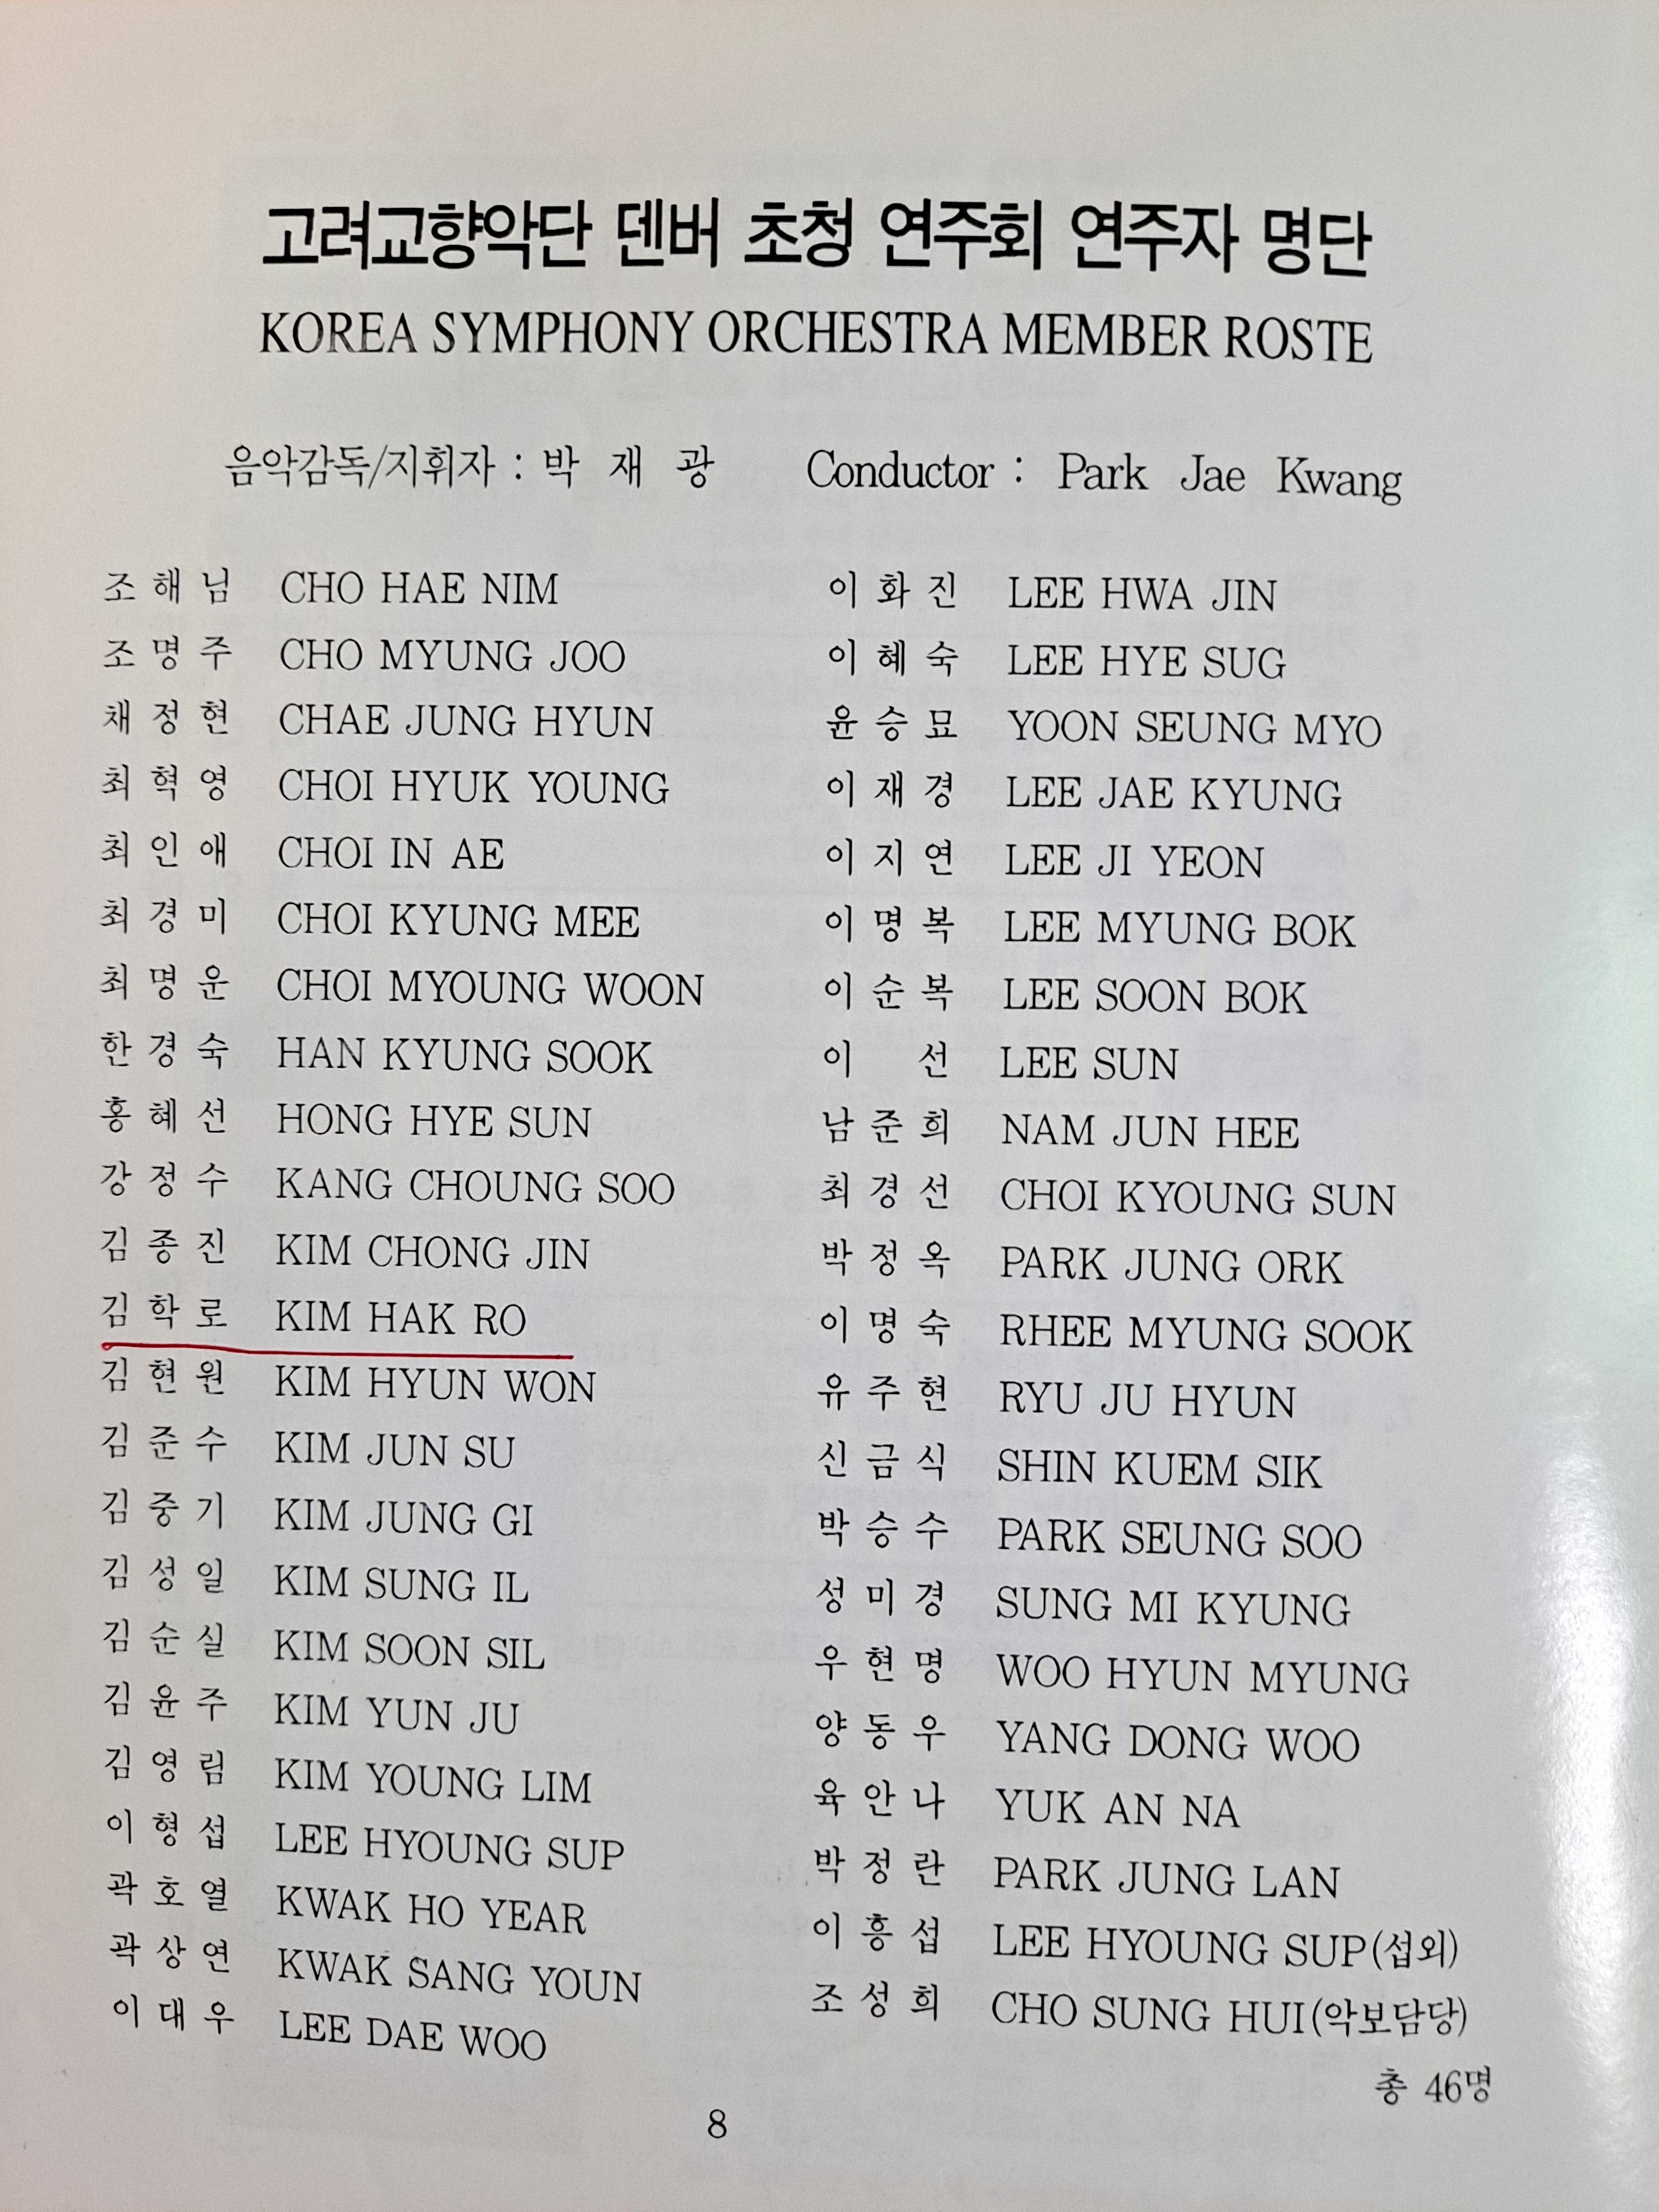 고려교향악단 덴버 초청 연주회 연주자 명단
KOREA SYMPHONY ORCHESTRA MEMBER ROSTE
음악감독/지휘자 : 박 재 광 Conductor : Park Jae Kwang
조 해 님 CHO HAE NIM
조 명 주 CHO MYUNG JOO
채 정 현 CHAE JUNG HYUN
최 혁 영 CHOI HYUK YOUNG
최 인 애 CHOI IN AE
최 경 미 CHOI KYUNG MEE
최 명 운 CHOI MYOUNG WOON
한 경 숙 HAN KYUNG SOOK
홍 혜 선 HONG HYE SUN
강 정 수 KANG CHOUNG SOO
김 종 진 KIM CHONG JIN
김 학 로 KIM HAK RO
김 현 원 KIM HYUN WON
김 준 수 KIM JUN SU
김 중 기 KIM JUNG GI
김 성 일 KIM SUNG IL
김 순 실 KIM SOON SIL
김 윤 주 KIM YUN JU
김 영 림 KIM YOUNG LIM
이 형 섭 LEE HYOUNG SUP
곽 호 열 KWAK HO YEAR
곽 상 연 KWAK SANG YOUN
이 대 우 LEE DAE WOO
이 화 진 LEE HWA JIN
이 혜 숙 LEE HYE SUG
윤 승 묘 YOON SEUNG MYO
이 재 경 LEE JAE KYUNG
이 지 연 LEE JI YEON
이 명 복 LEE MYUNG BOK
이 순 복 LEE SOON BOK
이 선 LEE SUN
남 준 희 NAM JUN HEE
최 경 선 CHOI KYOUNG SUN
박 정 옥 PARK JUNG ORK
이 명 숙 RHEE MYUNG SOOK
유 주 현 RYU JU HYUN
신 금 식 SHIN KUEM SIK
박 승 수 PARK SEUNG SOO
성 미 경 SUNG MI KYUNG
우 현 명 WOO HYUN MYUNG
양 동 우 YANG DONG WOO
육 안 나 YUK AN NA
박 정 란 PARK JUNG LAN
이 흥 섭 LEE HYOUNG SUP(섭외)
조 성 희 CHO SUNG HUI(악보담당)
총 46명
8